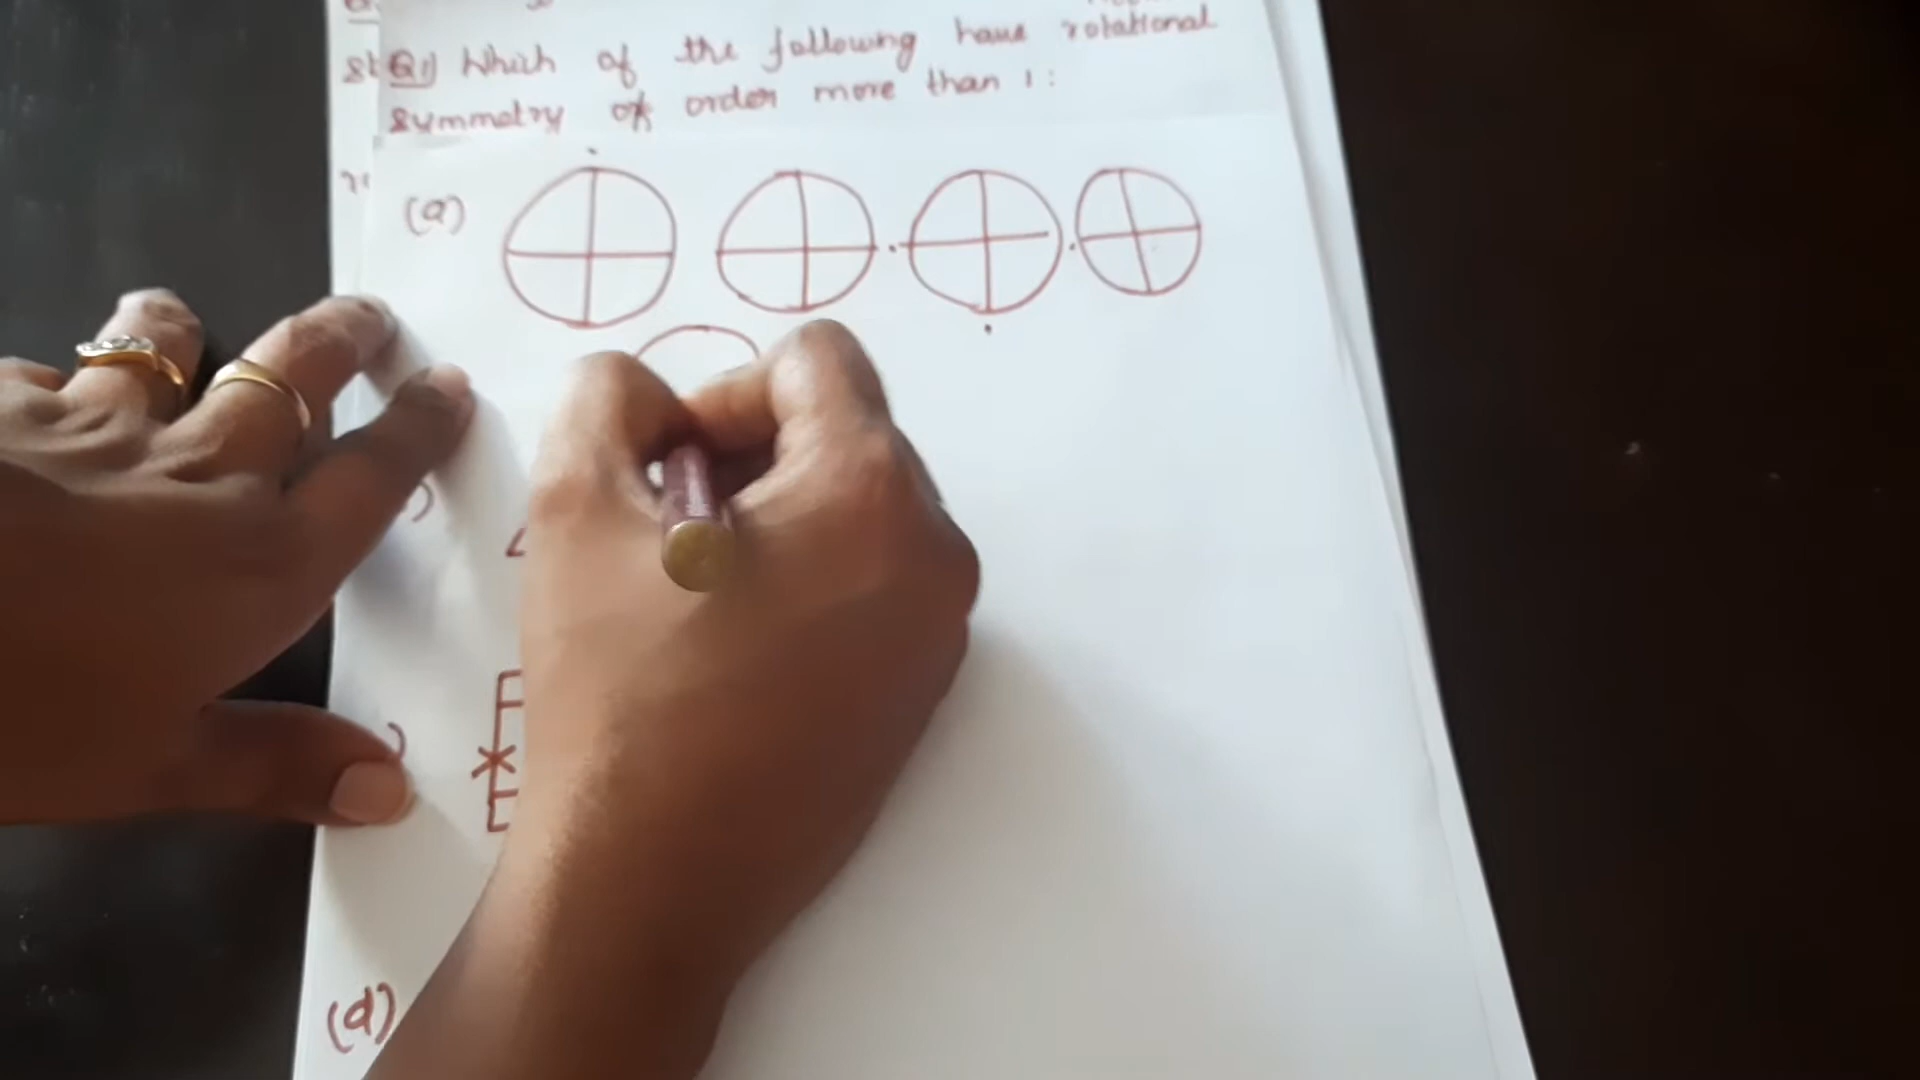 Q1) Which of the following have rotational
symmetry of order more than 1 :
(a)
(d)